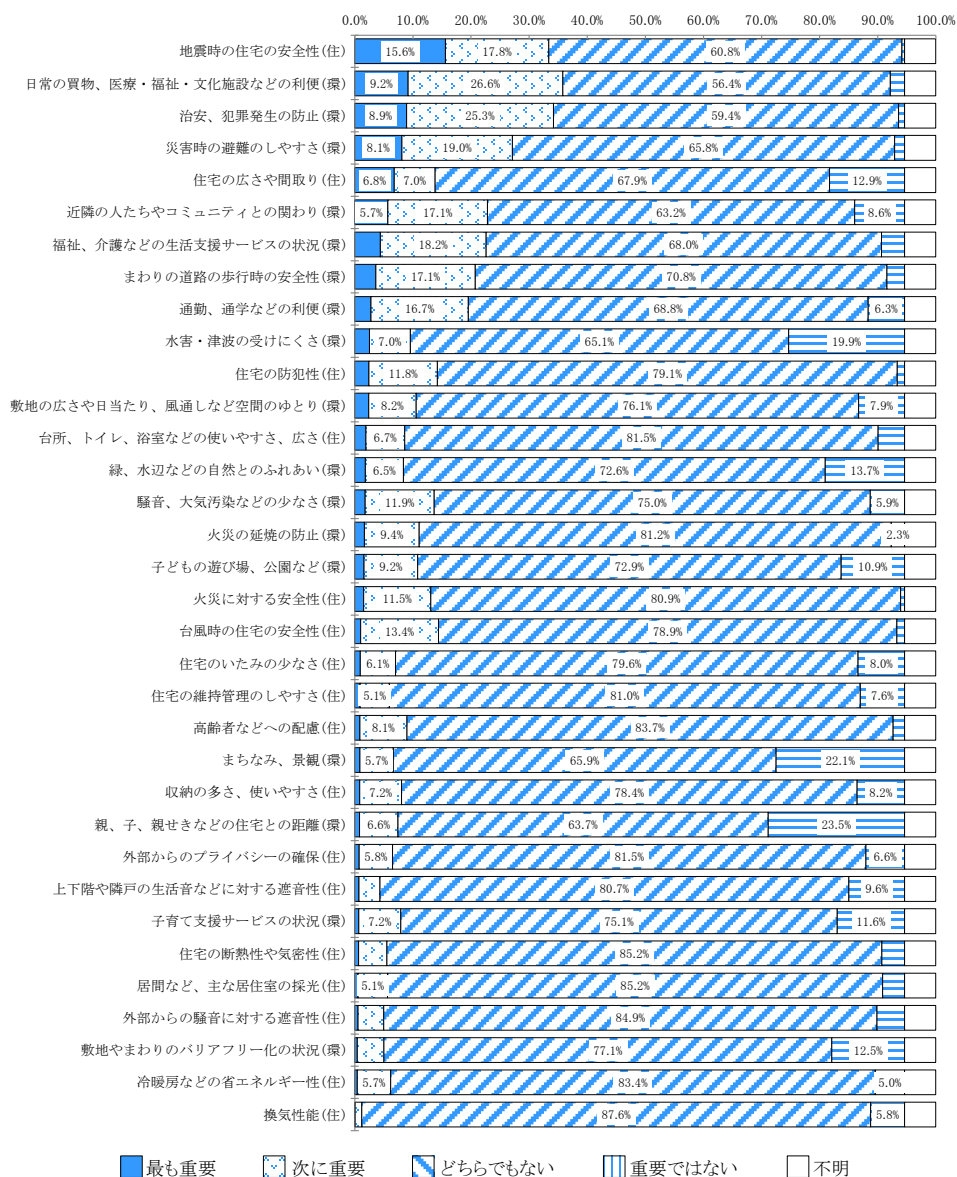 0.0% 10.0% 20.0% 30.0% 40.0% 50.0% 60.0% 70.0% 80.0% 90.0% 100.0%
地震時の住宅の安全性(住) 15.6% 17.8% 60.8%
日常の買物、医療・福祉・文化施設などの利便(環) 9.2% 26.6% 56.4%
治安、犯罪発生の防止(環) 8.9% 25.3% 59.4%
災害時の避難のしやすさ(環) 8.1% 19.0% 65.8%
住宅の広さや間取り(住) 6.8% 7.0% 67.9% 12.9%
近隣の人たちやコミュニティとの関わり(環) 5.7% 17.1% 63.2% 8.6%
福祉、介護などの生活支援サービスの状況(環) 18.2% 68.0%
まわりの道路の歩行時の安全性(環) 17.1% 70.8%
通勤、通学などの利便(環) 16.7% 68.8% 6.3%
水害・津波の受けにくさ(環) 7.0% 65.1% 19.9%
住宅の防犯性(住) 11.8% 79.1%
敷地の広さや日当たり、風通しなど空間のゆとり(環) 8.2% 76.1% 7.9%
台所、トイレ、浴室などの使いやすさ、広さ(住) 6.7% 81.5%
緑、水辺などの自然とのふれあい(環) 6.5% 72.6% 13.7%
騒音、大気汚染などの少なさ(環) 11.9% 75.0% 5.9%
火災の延焼の防止(環) 9.4% 81.2% 2.3%
子どもの遊び場、公園など(環) 9.2% 72.9% 10.9%
火災に対する安全性(住) 11.5% 80.9%
台風時の住宅の安全性(住) 13.4% 78.9%
住宅のいたみの少なさ(住) 6.1% 79.6% 8.0%
住宅の維持管理のしやすさ(住) 5.1% 81.0% 7.6%
高齢者などへの配慮(住) 8.1% 83.7%
まちなみ、景観(環) 5.7% 65.9% 22.1%
収納の多さ、使いやすさ(住) 7.2% 78.4% 8.2%
親、子、親せきなどの住宅との距離(環) 6.6% 63.7% 23.5%
外部からのプライバシーの確保(住) 5.8% 81.5% 6.6%
上下階や隣戸の生活音などに対する遮音性(住) 80.7% 9.6%
子育て支援サービスの状況(環) 7.2% 75.1% 11.6%
住宅の断熱性や気密性(住) 85.2%
居間など、主な居住室の採光(住) 5.1% 85.2%
外部からの騒音に対する遮音性(住) 84.9%
敷地やまわりのバリアフリー化の状況(環) 77.1% 12.5%
冷暖房などの省エネルギー性(住) 5.7% 83.4% 5.0%
換気性能(住) 87.6% 5.8%
最も重要 次に重要 どちらでもない 重要ではない 不明